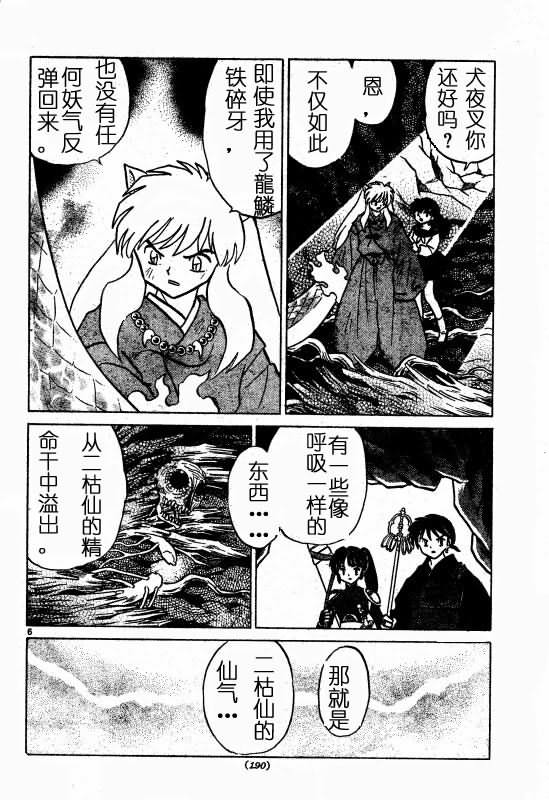 犬夜叉你
还好吗？
恩，
不仅如此
即使我用了龍鱗
铁碎牙，
也没有任
何妖气反
弹回来。
有一些像
呼吸一样的
东西……
从二枯仙的精
命干中溢出。
那就是
二枯仙的
仙气…
6
(190)